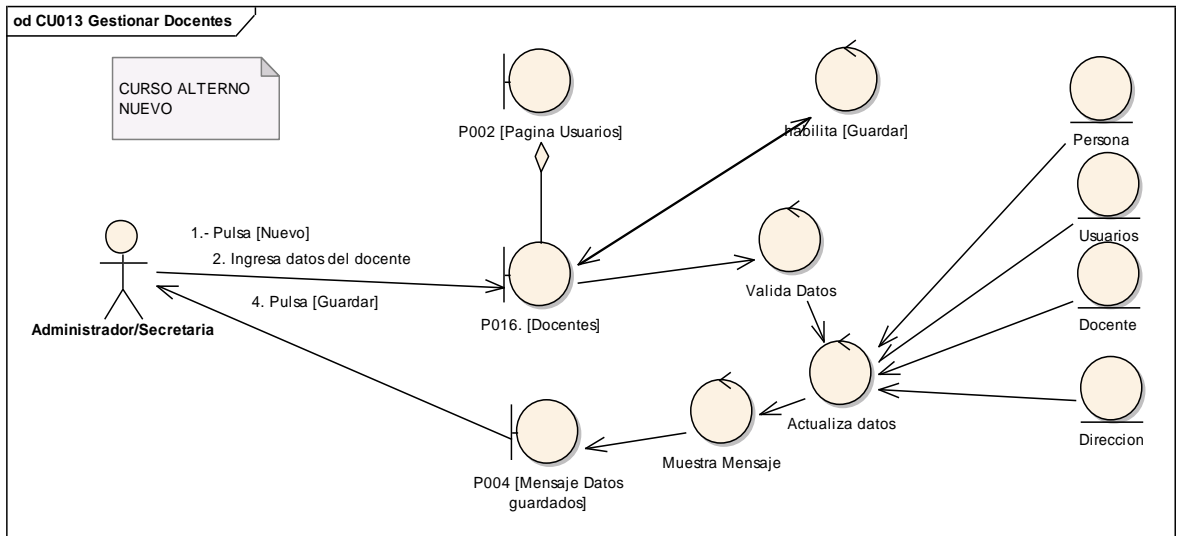 od CU013 Gestionar Docentes
CURSO ALTERNO
NUEVO
P002 [Pagina Usuarios]
habilita [Guardar]
Persona
1.- Pulsa [Nuevo]
2. Ingresa datos del docente
4. Pulsa [Guardar]
Administrador/Secretaria
P016. [Docentes]
Valida Datos
Usuarios
Docente
Actualiza datos
Direccion
Muestra Mensaje
P004 [Mensaje Datos
guardados]